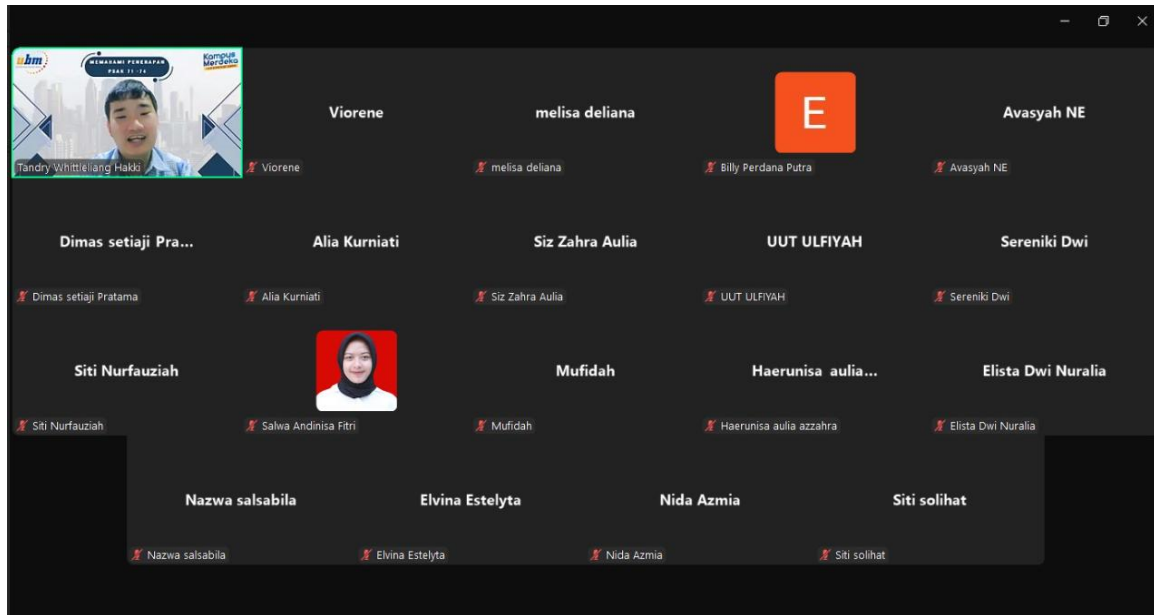 ubm
MEMAHAMI PENERAPAN
PSAK 71 -74
Kampus
Merdeka
Tandry Whittleliang Hakki
Viorene
Viorene
melisa deliana
melisa deliana
E
Billy Perdana Putra
Avasyah NE
Avasyah NE
Dimas setiaji Pra...
Dimas setiaji Pratama
Alia Kurniati
Alia Kurniati
Siz Zahra Aulia
Siz Zahra Aulia
UUT ULFIYAH
UUT ULFIYAH
Sereniki Dwi
Sereniki Dwi
Siti Nurfauziah
Siti Nurfauziah
Salwa Andinisa Fitri
Mufidah
Mufidah
Haerunisa aulia...
Haerunisa aulia azzahra
Elista Dwi Nuralia
Elista Dwi Nuralia
Nazwa salsabila
Nazwa salsabila
Elvina Estelyta
Elvina Estelyta
Nida Azmia
Nida Azmia
Siti solihat
Siti solihat